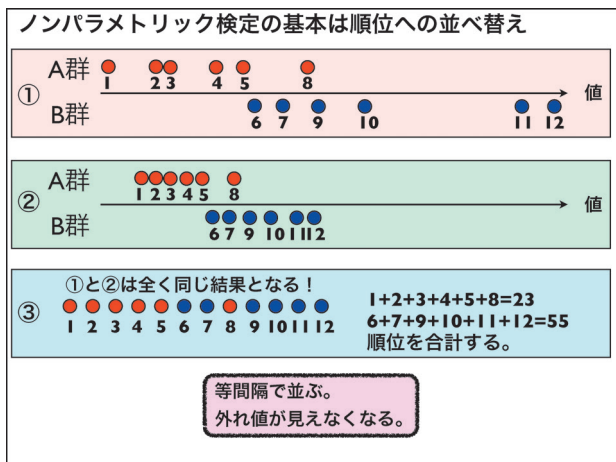 ノンパラメトリック検定の基本は順位への並べ替え
①
A群
1 2 3 4 5 8
値
B群
6 7 9 10 11 12
②
A群
1 2 3 4 5 8
値
B群
6 7 9 10 11 12
③
①と②は全く同じ結果となる！
1 2 3 4 5 6 7 8 9 10 11 12
1+2+3+4+5+8=23
6+7+9+10+11+12=55
順位を合計する。
等間隔で並ぶ。
外れ値が見えなくなる。